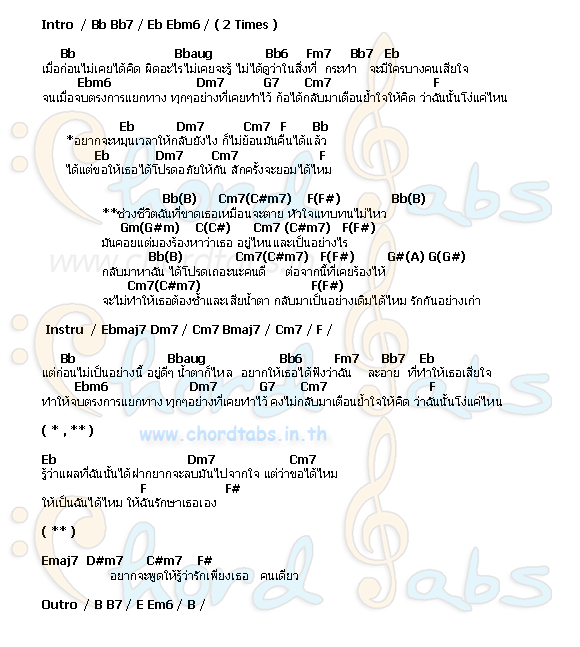 Intro / Bb Bb7 / Eb Ebm6 / ( 2 Times )
Bb Bbaug Bb6 Fm7 Bb7 Eb
เมื่อก่อนไม่เคยได้คิด ผิดอะไรไม่เคยจะรู้ ไม่ได้ดูว่าในสิ่งที่ กระทำ จะมีใครบางคนเสียใจ
Ebm6 Dm7 G7 Cm7 F
จนเมื่อจบตรงการแยกทาง ทุกๆอย่างที่เคยทำไว้ ก้อได้กลับมาเตือนย้ำใจให้คิด ว่าฉันนั้นโง่แค่ไหน
Eb Dm7 Cm7 F Bb
*อยากจะหมุนเวลาให้กลับยังไง ก็ไม่ย้อนมันคืนได้แล้ว
Eb Dm7 Cm7 F
ได้แต่ขอให้เธอได้โปรดอภัยให้กัน สักครั้งจะยอมได้ไหม
Bb(B) Cm7(C#m7) F(F#) Bb(B)
**ช่วงชีวิตฉันที่ขาดเธอเหมือนจะตาย หัวใจแทบทนไม่ไหว
Gm(G#m) C(C#) Cm7 (C#m7) F(F#)
มันคอยแต่มองร้องหาว่าเธอ อยู่ไหนและเป็นอย่างไร
Bb(B) Cm7(C#m7) F(F#) G#(A) G(G#)
กลับมาหาฉัน ได้โปรดเถอะนะคนดี ต่อจากนี้ที่เคยร้องไห้
Cm7(C#m7) F(F#)
จะไม่ทำให้เธอต้องช้ำและเสียน้ำตา กลับมาเป็นอย่างเดิมได้ไหม รักกันอย่างเก่า
www.chordtabs.in.th
Instru / Ebmaj7 Dm7 / Cm7 Bmaj7 / Cm7 / F /
Bb Bbaug Bb6 Fm7 Bb7 Eb
แต่ก่อนไม่เป็นอย่างนี้ อยู่ดีๆ น้ำตาก็ไหล อยากให้เธอได้ฟังว่าฉัน ละอาย ที่ทำให้เธอเสียใจ
Ebm6 Dm7 G7 Cm7 F
ทำให้จบตรงการแยกทาง ทุกๆอย่างที่เคยทำไว้ คงไม่กลับมาเตือนย้ำใจให้คิด ว่าฉันนั้นโง่แค่ไหน
( * , ** )
www.chordtabs.in.th
Eb Dm7 Cm7
รู้ว่าแผลที่ฉันนั้นได้ฝากยากจะลบมันไปจากใจ แต่ว่าขอได้ไหม
F F#
ให้เป็นฉันได้ไหม ให้ฉันรักษาเธอเอง
( ** )
Emaj7 D#m7 C#m7 F#
อยากจะพูดให้รู้ว่ารักเพียงเธอ คนเดียว
Outro / B B7 / E Em6 / B /